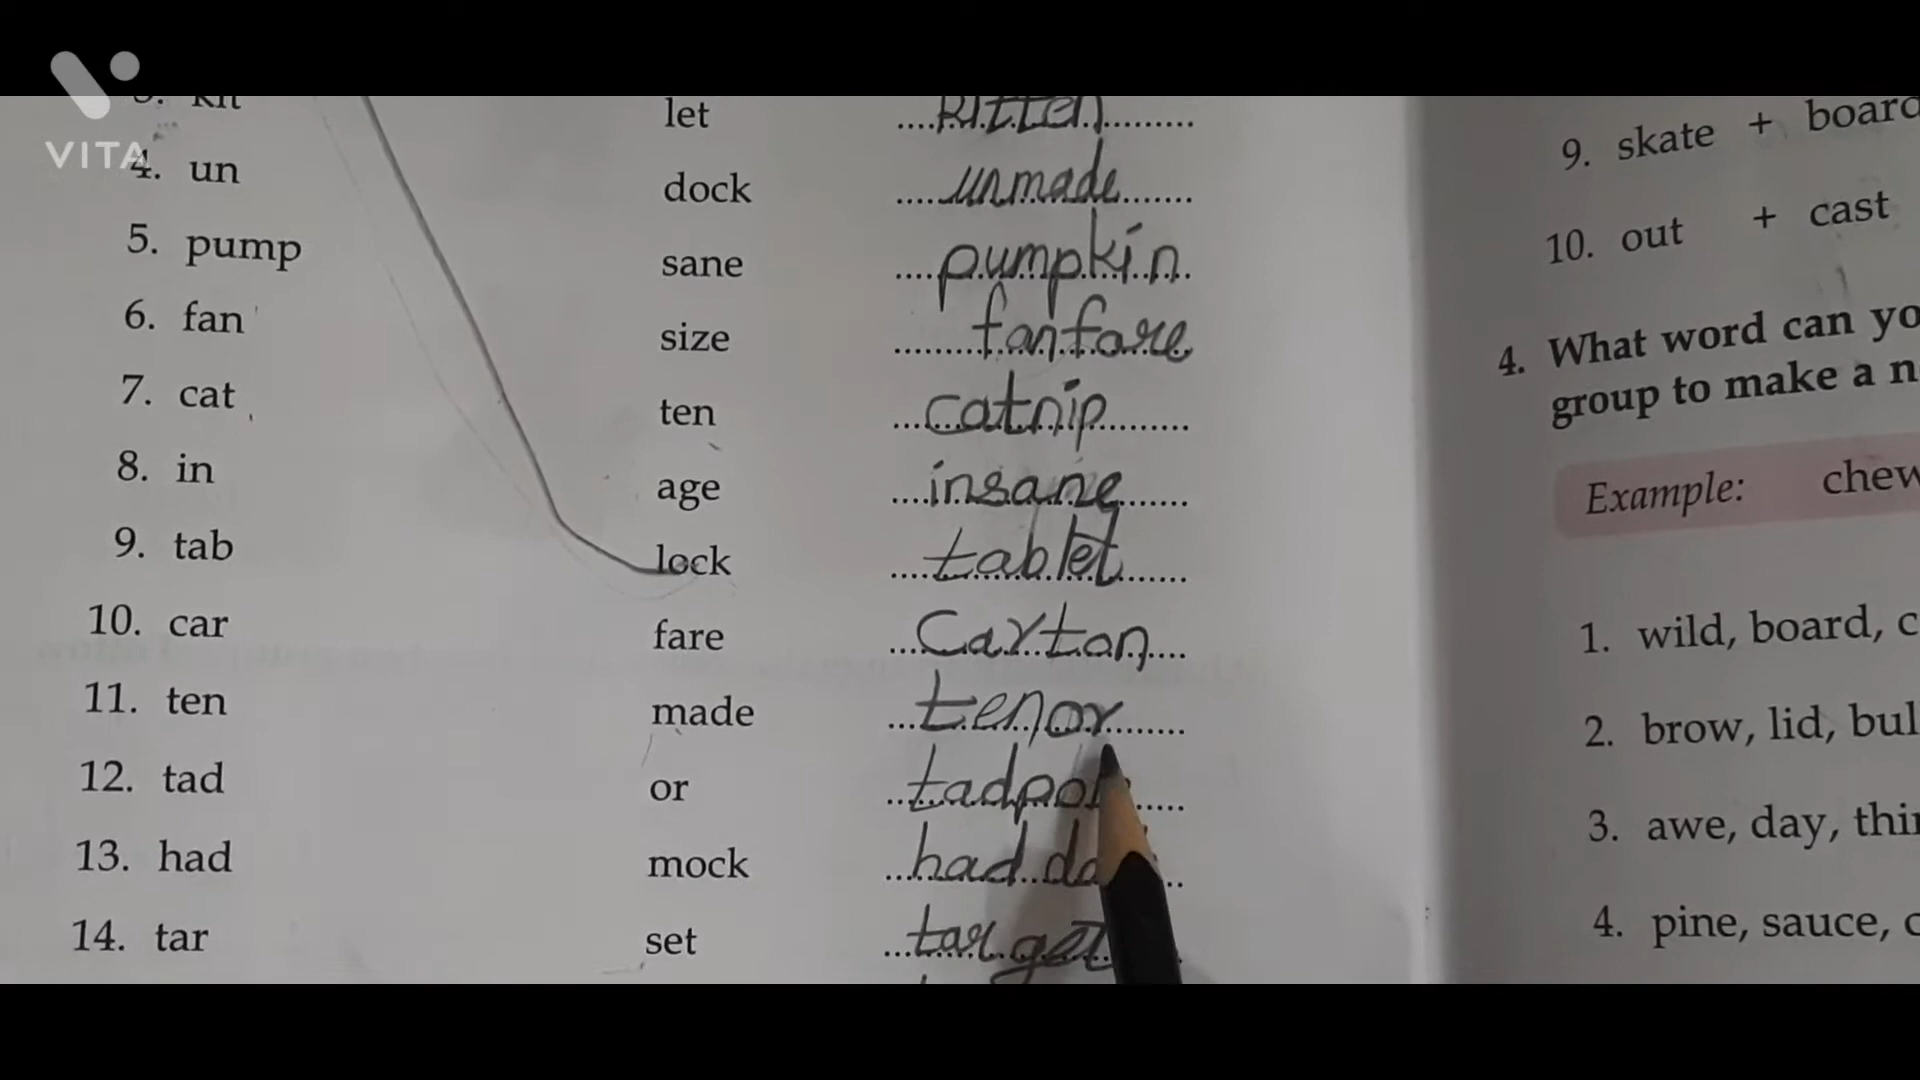 VITA
3. kit let kitten
4. un dock unmade
5. pump sane pumpkin
6. fan size fanfare
7. cat ten catnip
8. in age insane
9. tab lock tablet
10. car fare Carton
11. ten made tenor
12. tad or
13. had mock
14. tar set target
9. skate + board
10. out + cast
4. What word can yo
group to make a n
Example: chew
1. wild, board, c
2. brow, lid, bul
3. awe, day, thin
4. pine, sauce, c